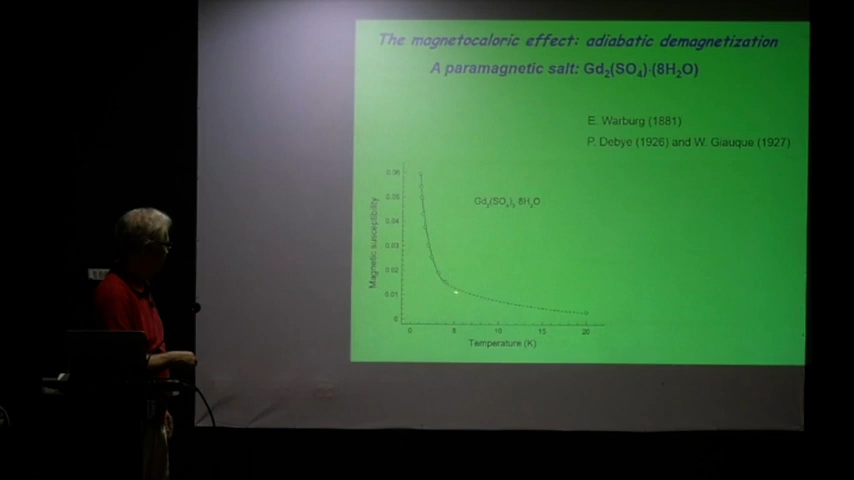 The magnetocaloric effect: adiabatic demagnetization
A paramagnetic salt: Gd₂(SO₄)·(8H₂O)
E. Warburg (1881)
P. Debye (1926) and W. Giauque (1927)
Gd₂(SO₄)₃ 8H₂O
Magnetic susceptibility
0.06
0.05
0.04
0.03
0.02
0.01
0
0 5 10 15 20
Temperature (K)